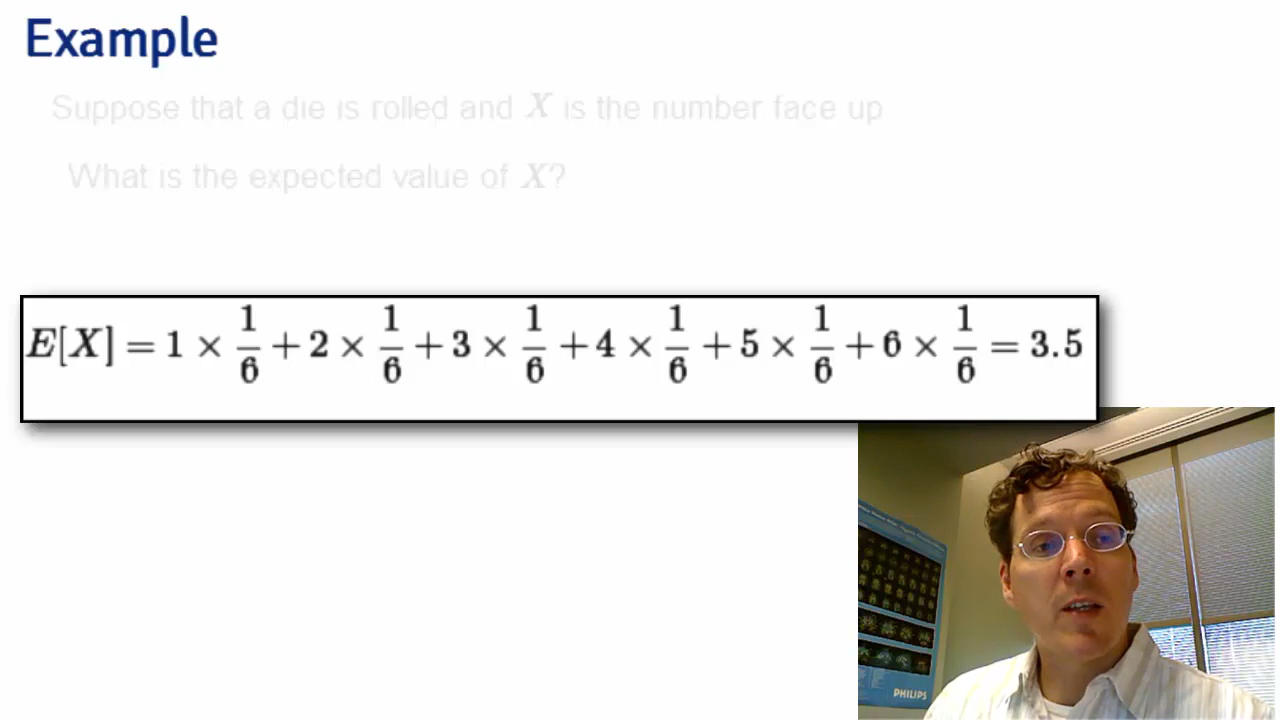 Example
Suppose that a die is rolled and X is the number face up
What is the expected value of X?
E[X] = 1 × 1/6 + 2 × 1/6 + 3 × 1/6 + 4 × 1/6 + 5 × 1/6 + 6 × 1/6 = 3.5
PHILIPS